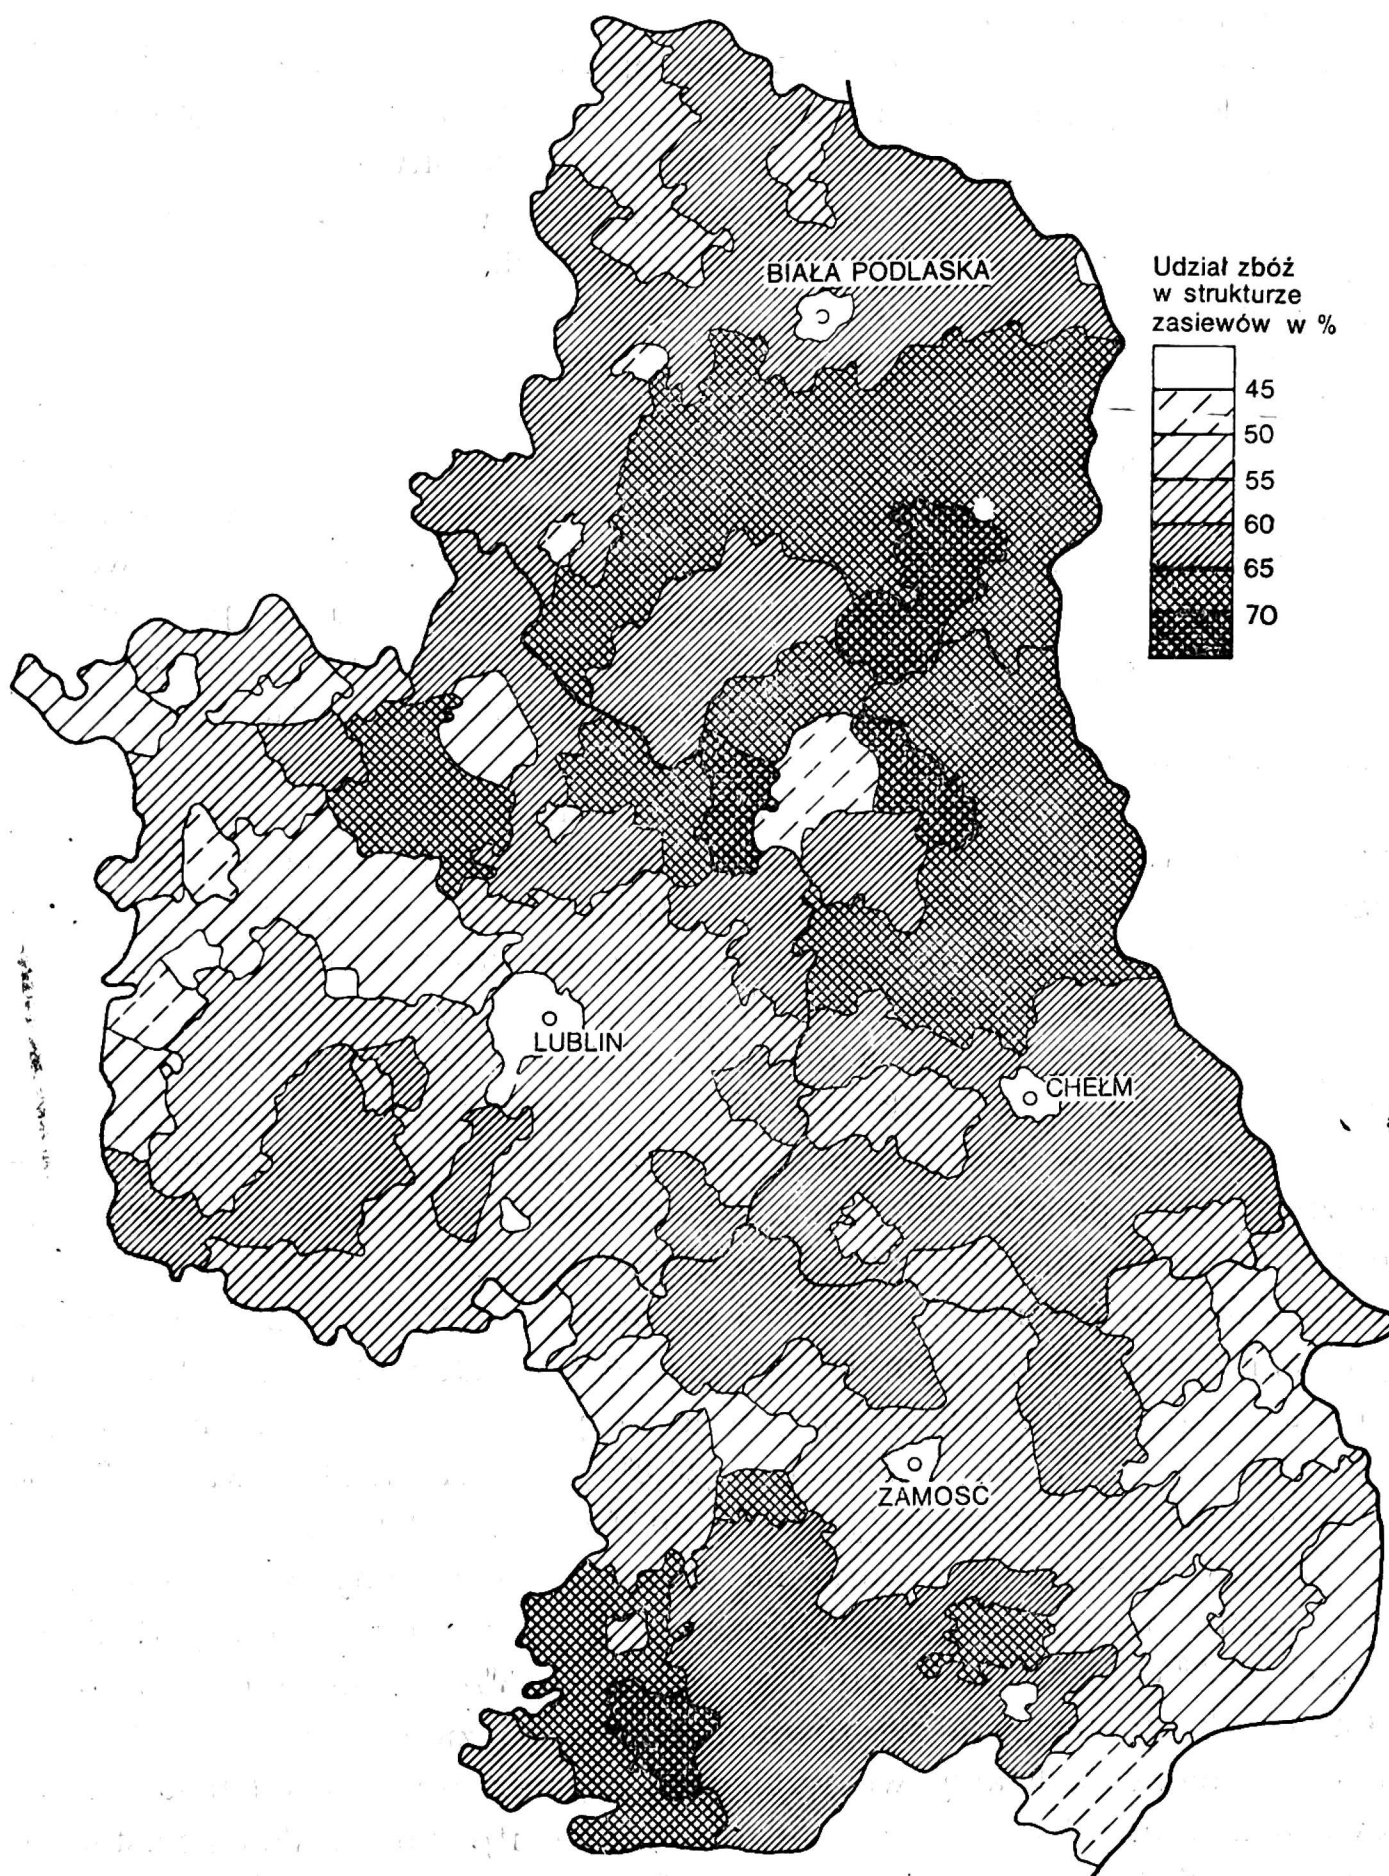 BIAŁA PODLASKA
Udział zbóż
w strukturze
zasiewów w %
45
50
55
60
65
70
LUBLIN
CHEŁM
ZAMOŚĆ